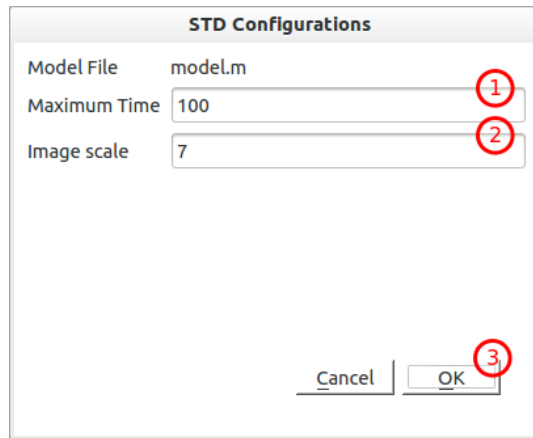 STD Configurations
Model File model.m
Maximum Time 100 1
Image scale 7 2
Cancel OK 3